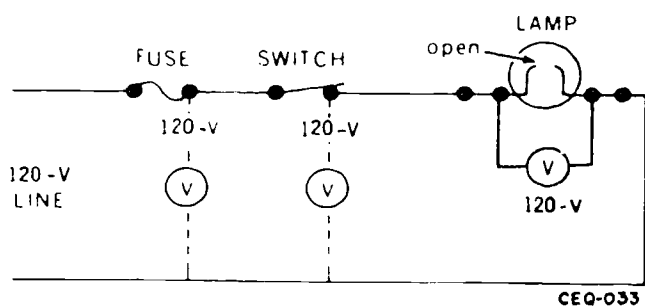 LAMP
open
FUSE
SWITCH
120-V
120-V
V
V
V
120-V
120-V
LINE
CEQ-033